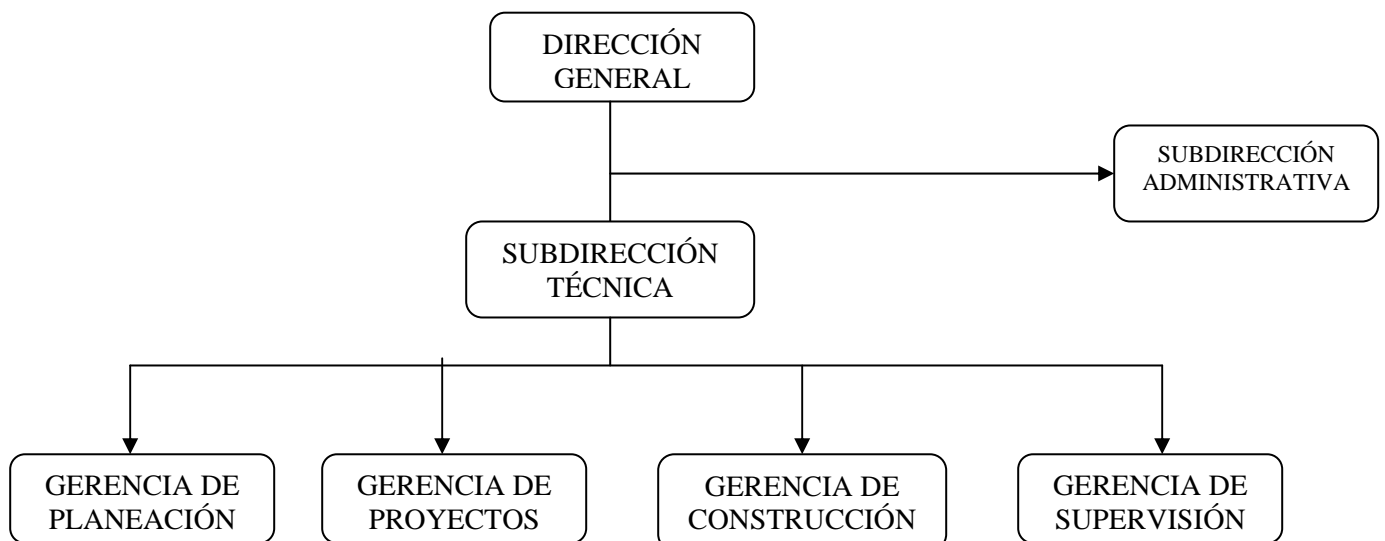 DIRECCIÓN
GENERAL
SUBDIRECCIÓN
ADMINISTRATIVA
SUBDIRECCIÓN
TÉCNICA
GERENCIA DE
PLANEACIÓN
GERENCIA DE
PROYECTOS
GERENCIA DE
CONSTRUCCIÓN
GERENCIA DE
SUPERVISIÓN